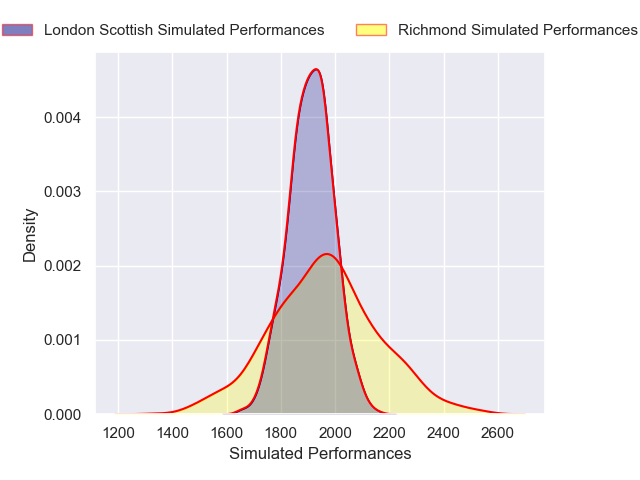 London Scottish Simulated Performances
Richmond Simulated Performances
0.004
0.003
0.002
0.001
0.000
Density
1200 1400 1600 1800 2000 2200 2400 2600
Simulated Performances